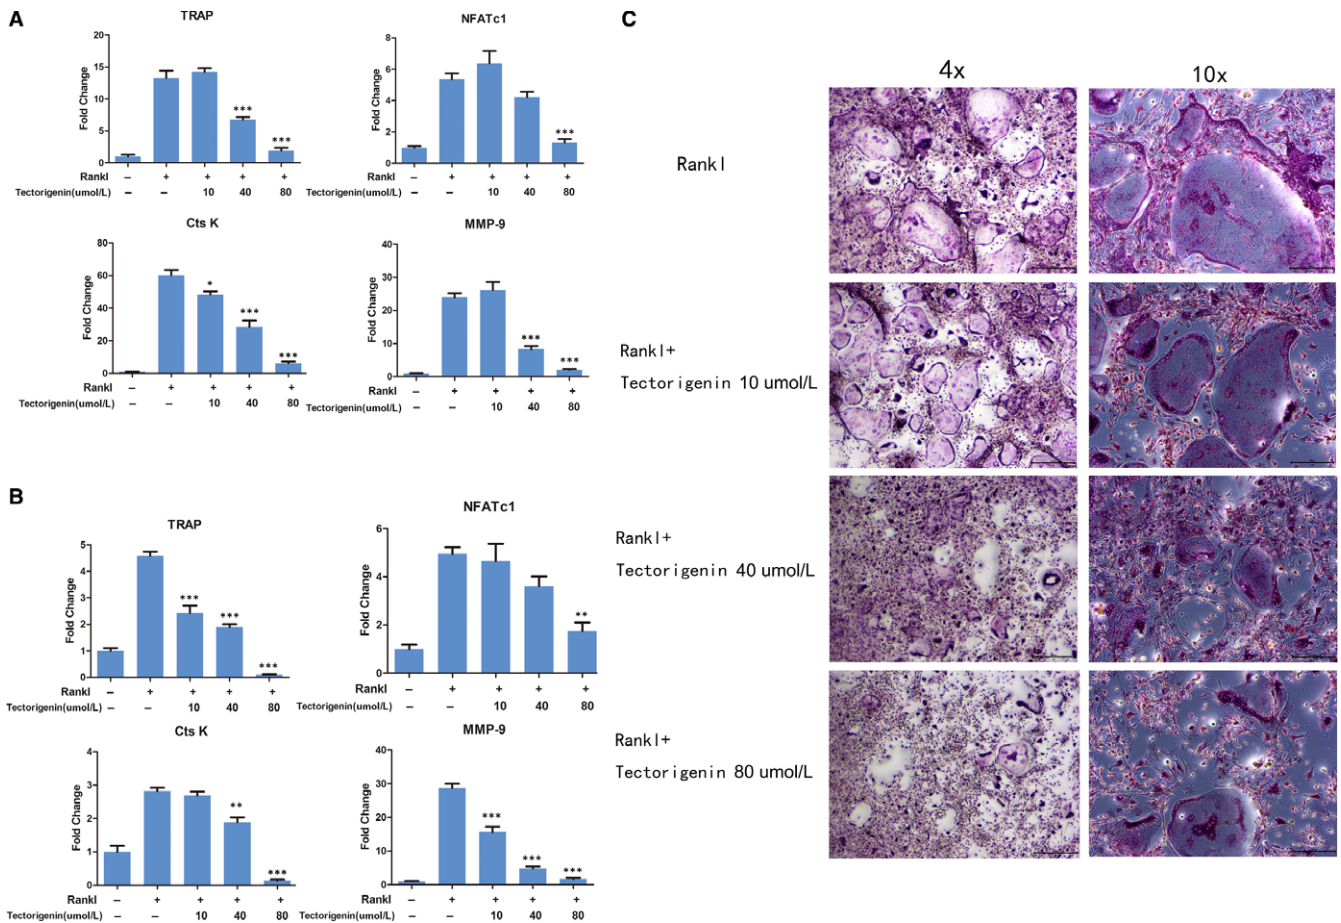 A
TRAP
Fold Change
20
15
10
5
0
***
***
Rankl – + + + +
Tectorigenin(umol/L) – – 10 40 80
NFATc1
Fold Change
8
6
4
2
0
***
Rankl – + + + +
Tectorigenin(umol/L) – – 10 40 80
Cts K
Fold Change
80
60
40
20
0
*
***
***
Rankl – + + + +
Tectorigenin(umol/L) – – 10 40 80
MMP-9
Fold Change
40
30
20
10
0
***
***
Rankl – + + + +
Tectorigenin(umol/L) – – 10 40 80
B
TRAP
Fold Change
5
4
3
2
1
0
***
***
***
Rankl – + + + +
Tectorigenin(umol/L) – – 10 40 80
NFATc1
Fold Change
6
4
2
0
**
Rankl – + + + +
Tectorigenin(umol/L) – – 10 40 80
Cts K
Fold Change
4
3
2
1
0
**
***
Rankl – + + + +
Tectorigenin(umol/L) – – 10 40 80
MMP-9
Fold Change
40
30
20
10
0
***
***
***
Rankl – + + + +
Tectorigenin(umol/L) – – 10 40 80
C
4x
10x
Rankl
Rankl+
Tectorigenin 10 umol/L
Rankl+
Tectorigenin 40 umol/L
Rankl+
Tectorigenin 80 umol/L